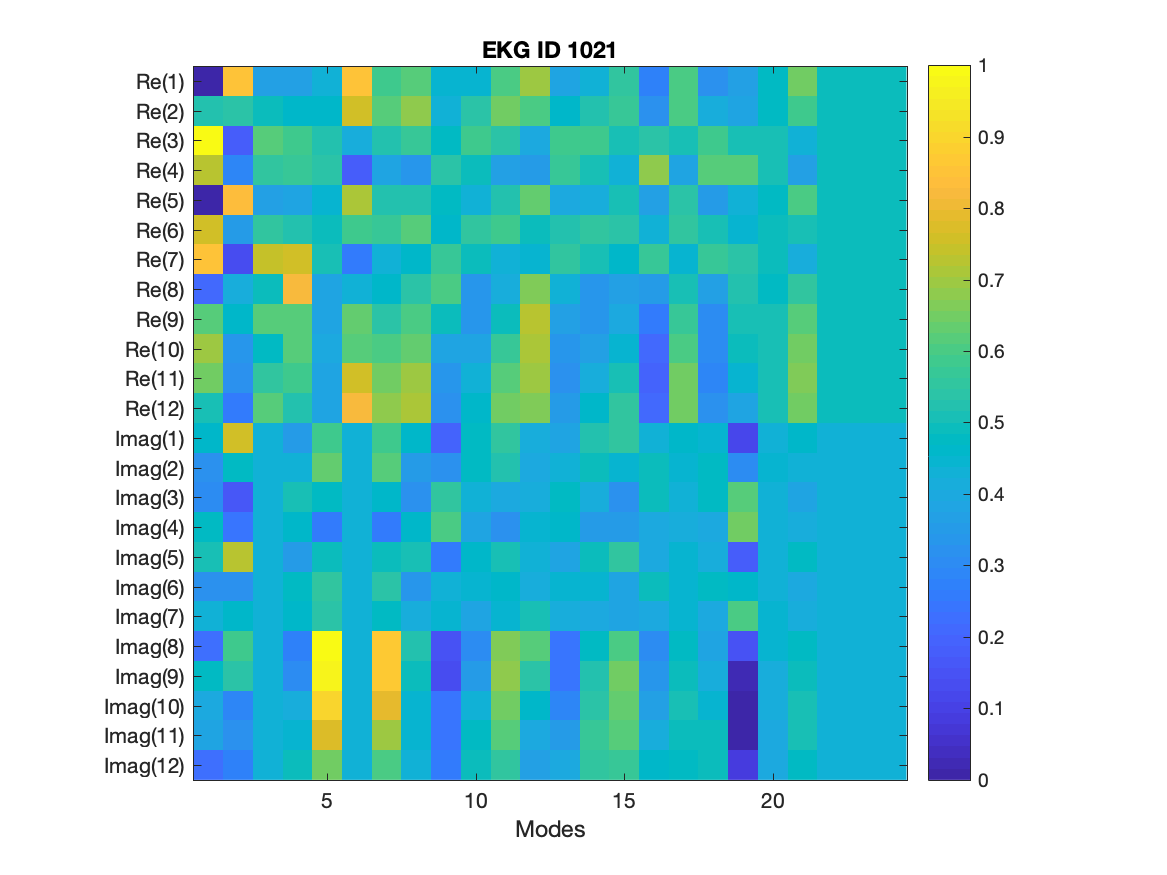 EKG ID 1021
Re(1)
Re(2)
Re(3)
Re(4)
Re(5)
Re(6)
Re(7)
Re(8)
Re(9)
Re(10)
Re(11)
Re(12)
Imag(1)
Imag(2)
Imag(3)
Imag(4)
Imag(5)
Imag(6)
Imag(7)
Imag(8)
Imag(9)
Imag(10)
Imag(11)
Imag(12)
5 10 15 20
Modes
1
0.9
0.8
0.7
0.6
0.5
0.4
0.3
0.2
0.1
0